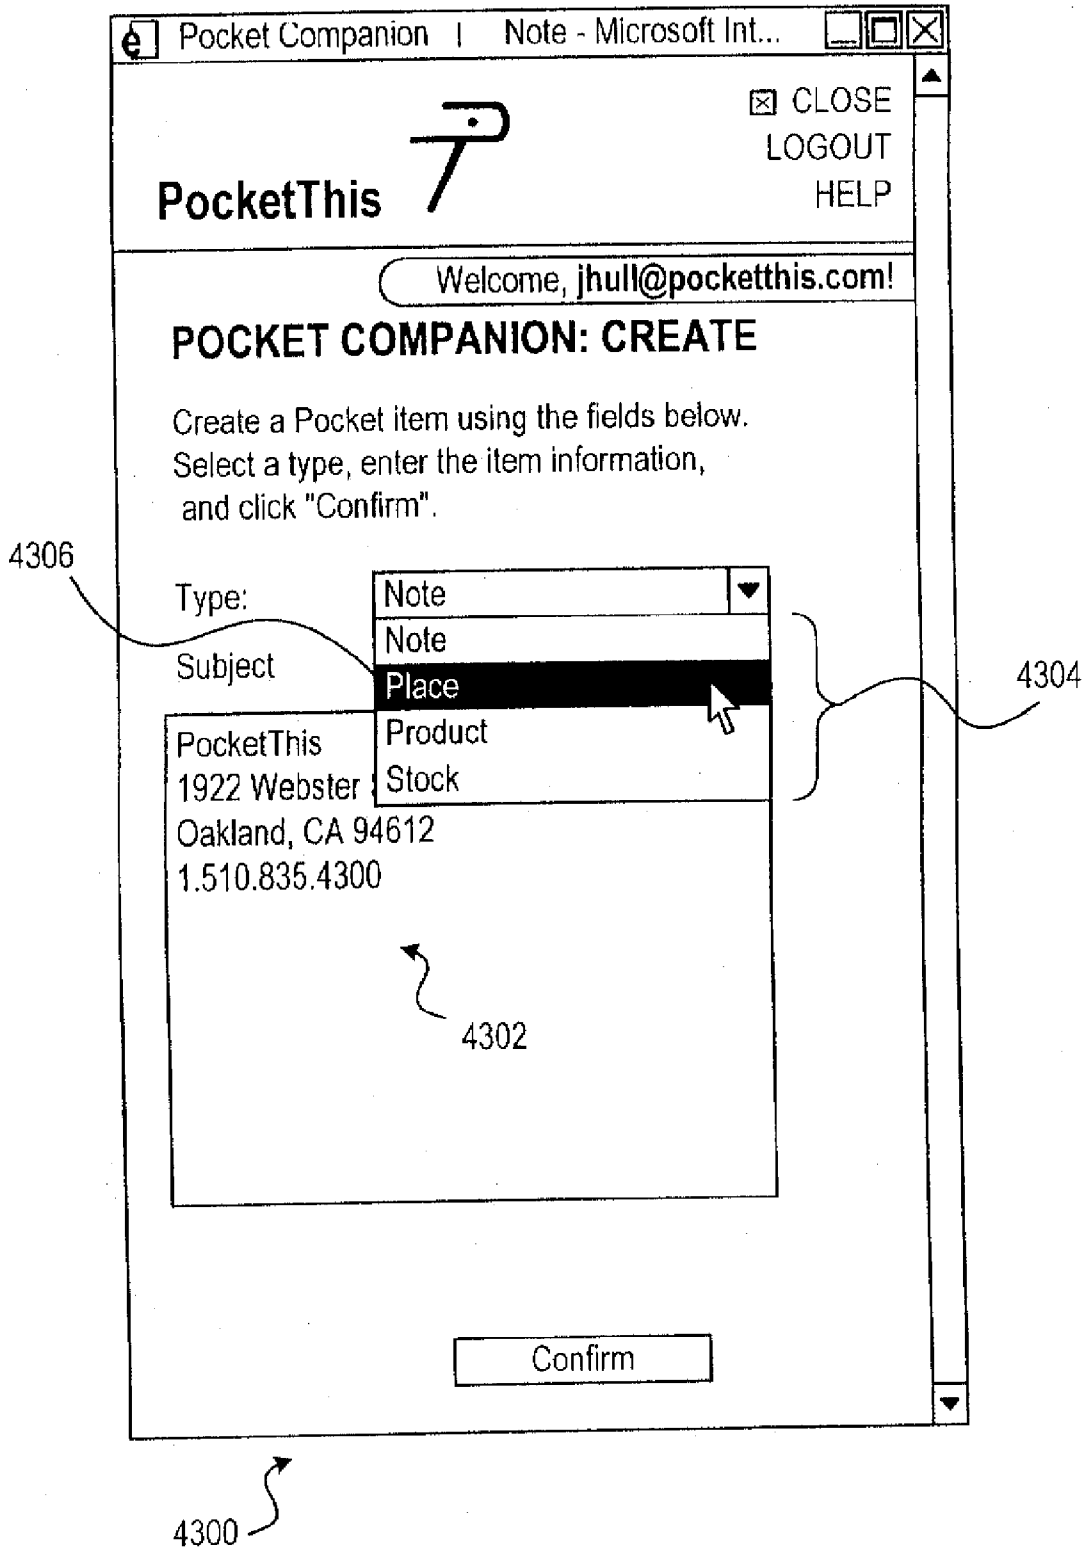 Pocket Companion | Note - Microsoft Int...
CLOSE
LOGOUT
HELP
PocketThis
Welcome, jhull@pocketthis.com!
POCKET COMPANION: CREATE
Create a Pocket item using the fields below.
Select a type, enter the item information,
and click "Confirm".
4306
Type:
Note
Note
Subject
Place
4304
Product
Stock
PocketThis
1922 Webster
Oakland, CA 94612
1.510.835.4300
4302
Confirm
4300